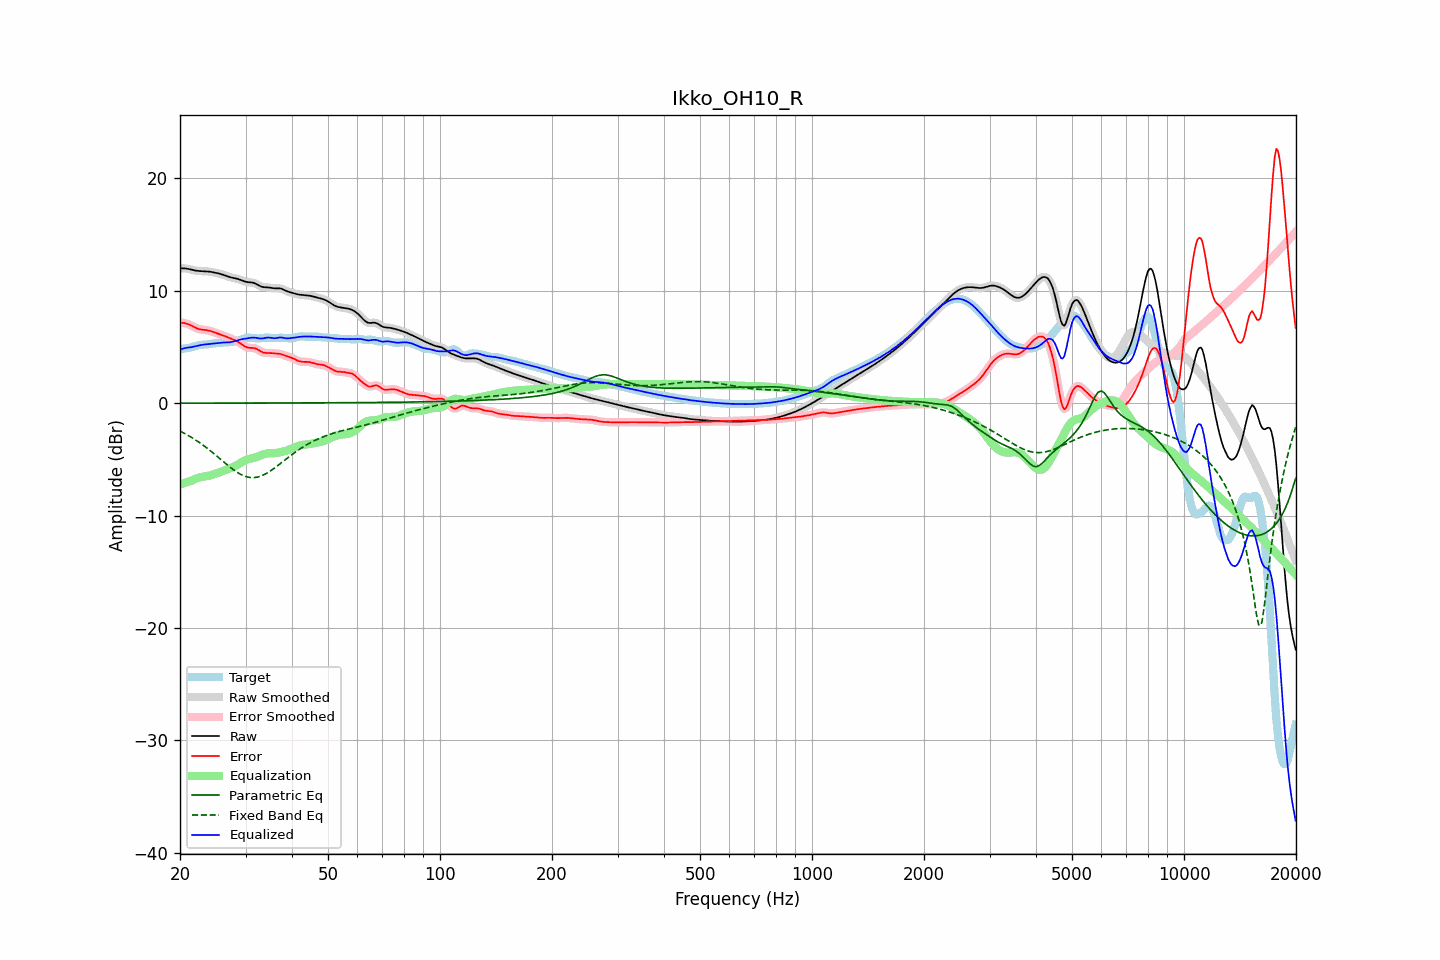 Ikko_OH10_R
Amplitude (dBr)
20
10
0
−10
−20
−30
−40
Target
Raw Smoothed
Error Smoothed
Raw
Error
Equalization
Parametric Eq
Fixed Band Eq
Equalized
20 50 100 200 500 1000 2000 5000 10000 20000
Frequency (Hz)